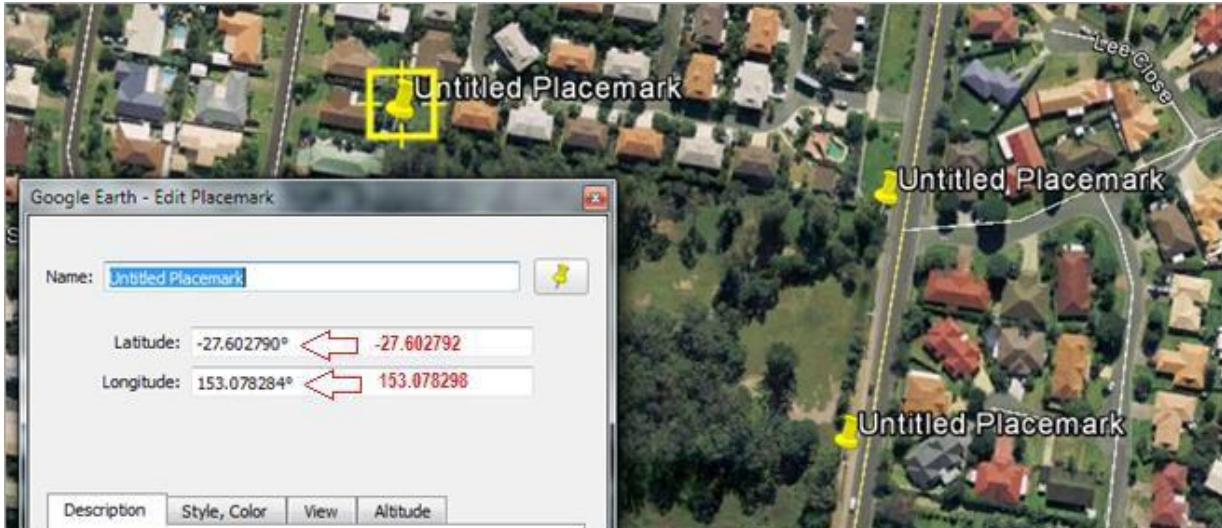 Untitled Placemark
Lee Close
Untitled Placemark
Google Earth - Edit Placemark
Name: Untitled Placemark
Latitude: -27.602790° -27.602792
Longitude: 153.078284° 153.078298
Untitled Placemark
Description Style, Color View Altitude